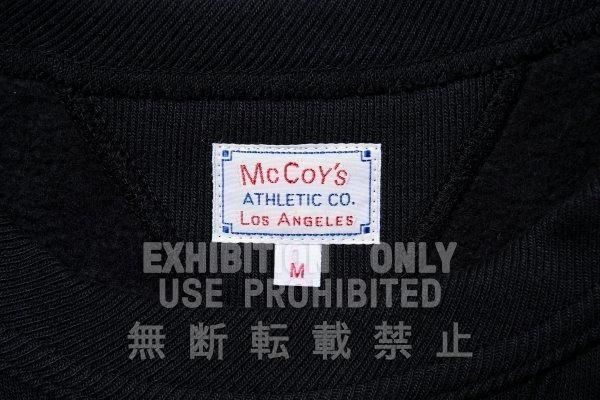 McCoy's
ATHLETIC CO.
LOS ANGELES
M
EXHIBITION ONLY
USE PROHIBITED
無断転載禁止